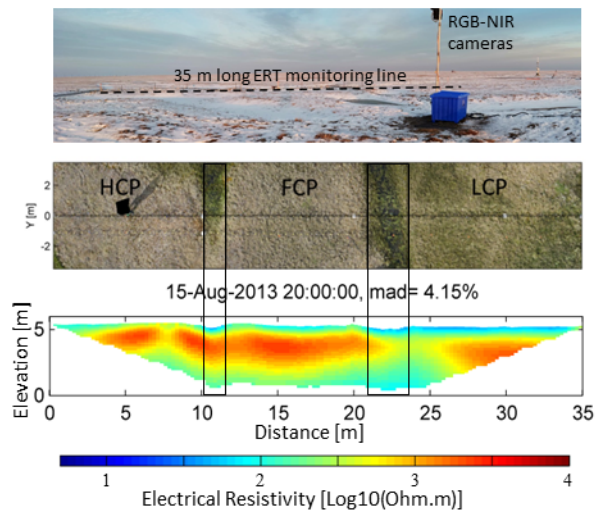 RGB-NIR
cameras
35 m long ERT monitoring line
Y [m]
2
0
-2
HCP
FCP
LCP
15-Aug-2013 20:00:00, mad= 4.15%
Elevation [m]
5
0
0 5 10 15 20 25 30 35
Distance [m]
1 2 3 4
Electrical Resistivity [Log10(Ohm.m)]